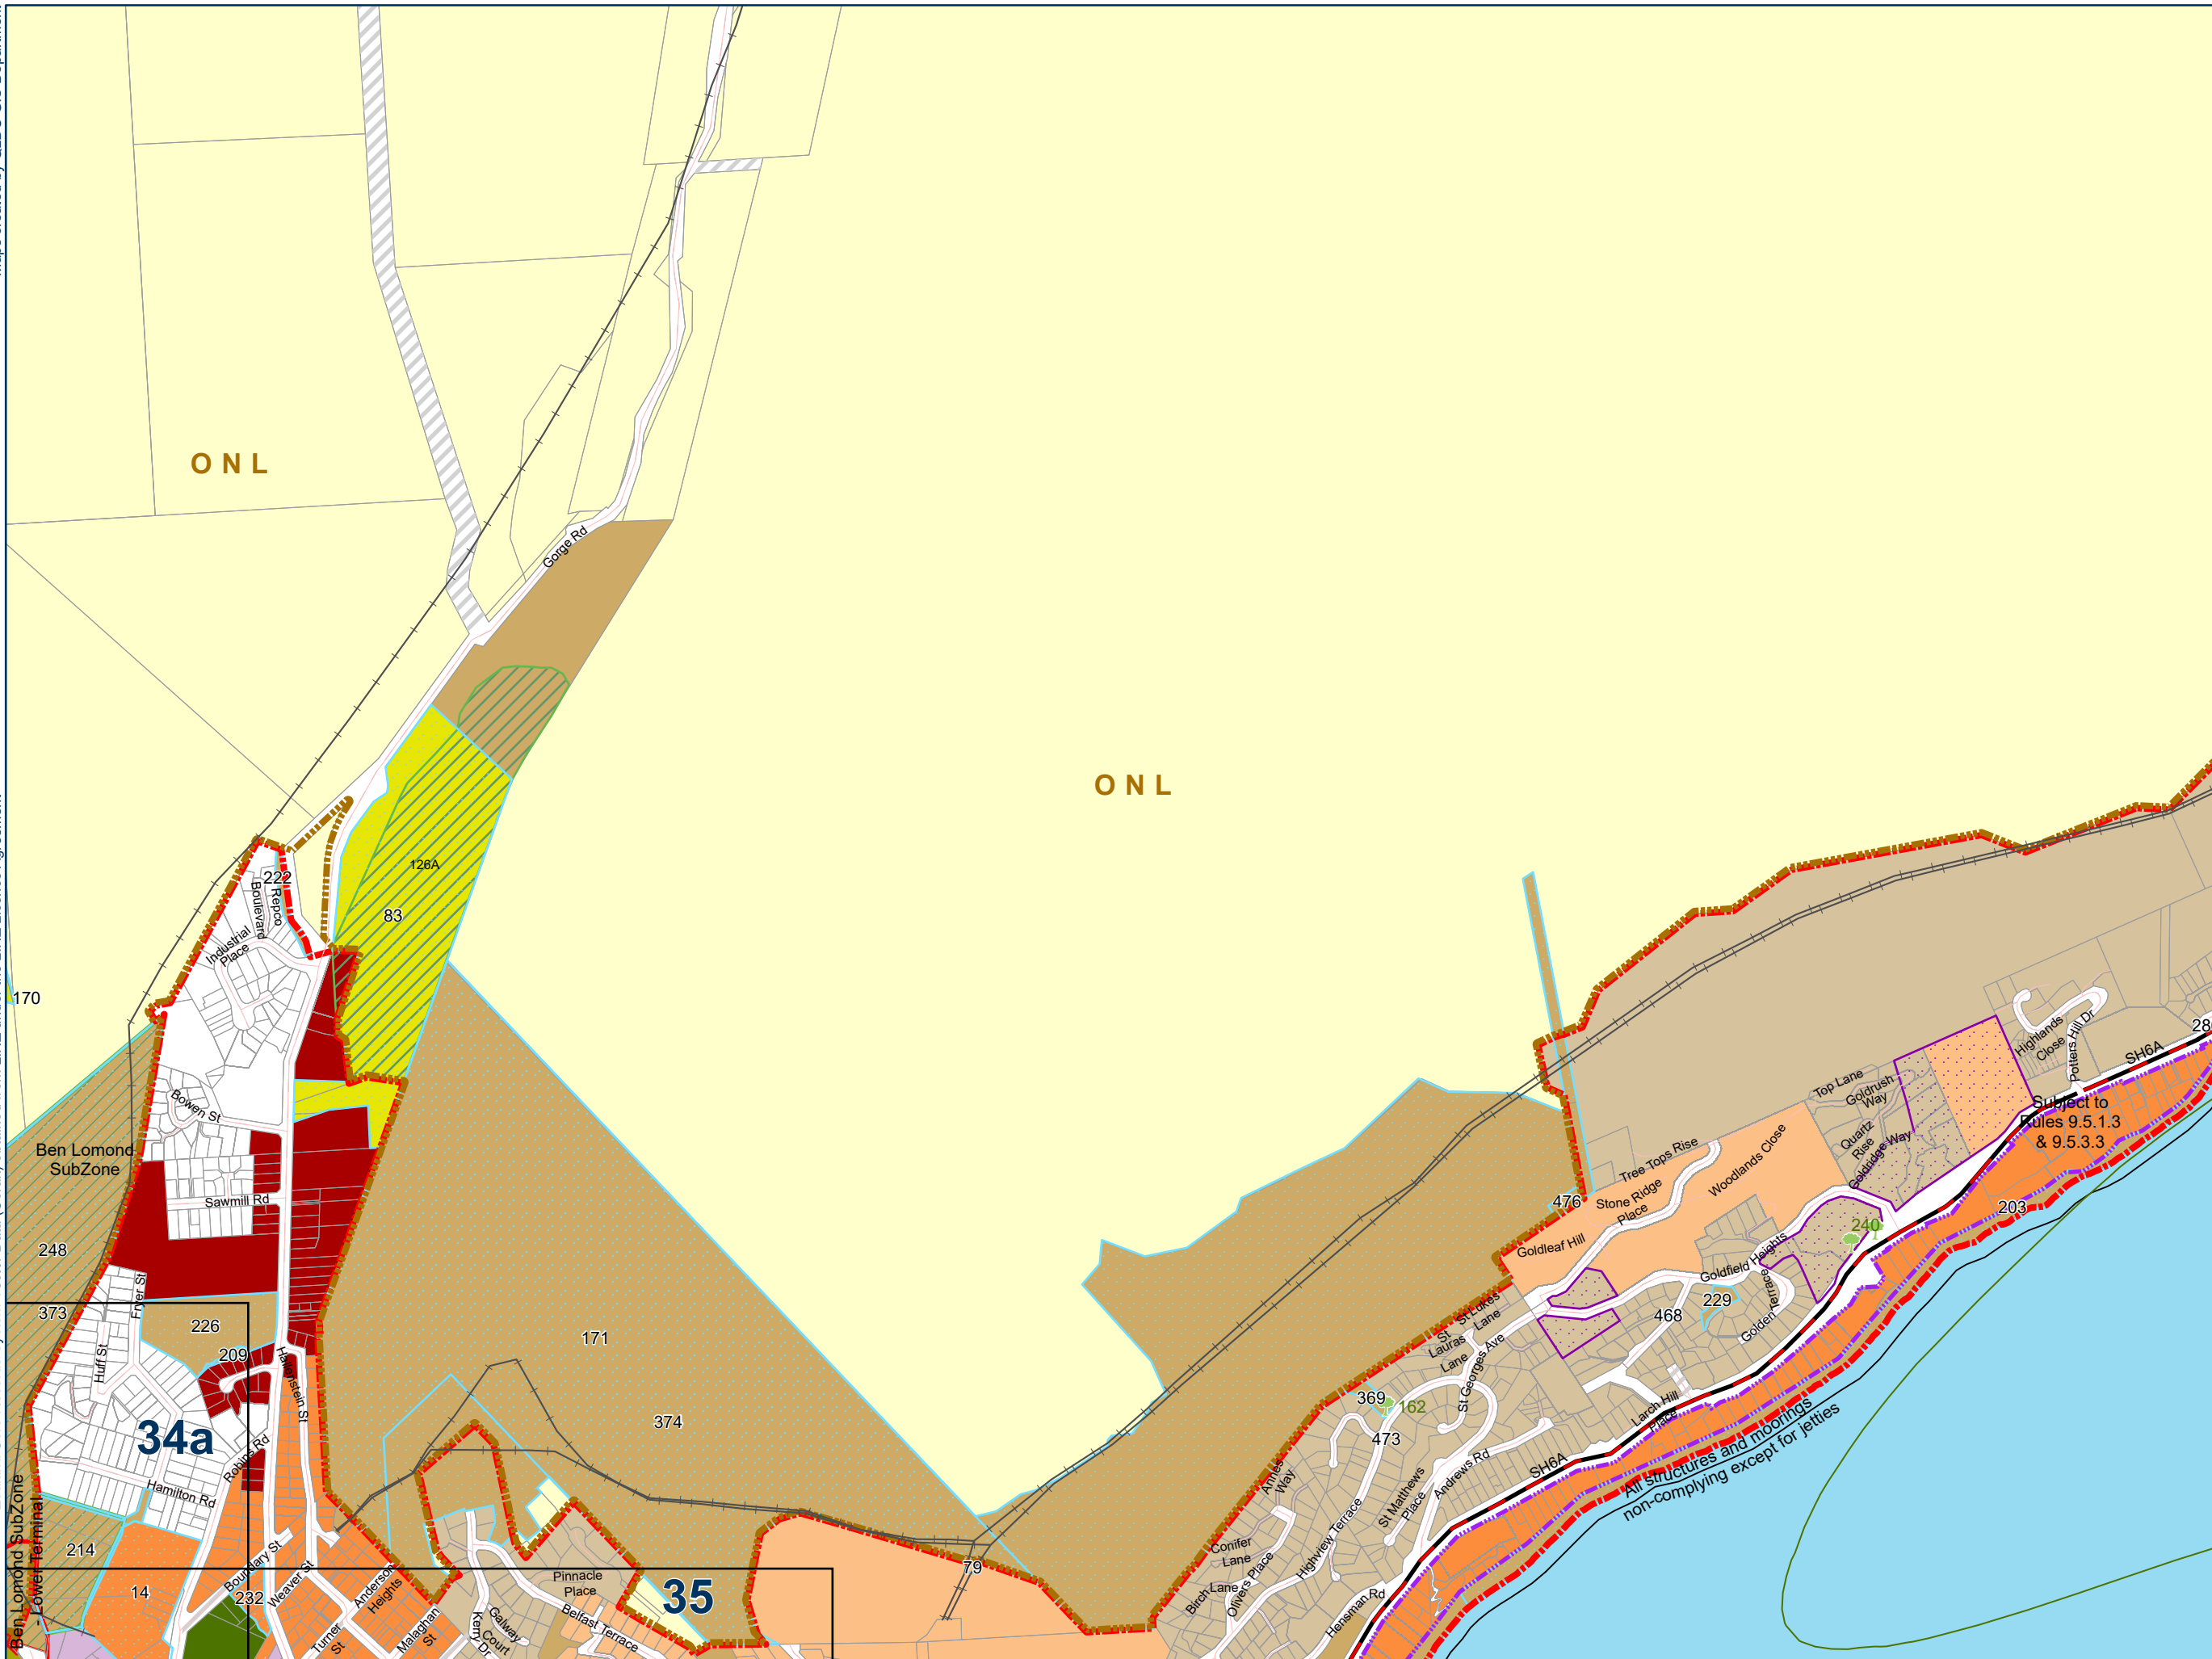 O N L
Gorge Rd
O N L
126A
222
Repco
Boulevard
83
Industrial
Place
170
Highlands
Close
Potters Hill Dr
28
SH6A
Top Lane
Goldrush
Way
Bowen St
Subject to
Rules 9.5.1.3
& 9.5.3.3
Quartz
Rise
Goldridge Way
Ben Lomond
SubZone
Tree Tops Rise
Woodlands Close
Sawmill Rd
476
Stone Ridge
Place
203
240
248
Goldleaf Hill
Goldfield Heights
Terrace
Golden
229
468
373
Fryer St
226
171
St Lukes
Lane
St
Lauras
Lane
St Georges Ave
209
Huff St
Hallenstein St
369
162
374
473
Larch Hill
Place
34a
Robins Rd
Andrews Rd
SH6A
All structures and moorings
non-complying except for jetties
Annes
Way
St Matthews
Place
Hamilton Rd
Highview Terrace
Ben Lomond SubZone
- Lower Terminal
214
Boundary St
Weaver St
Conifer
Lane
79
14
232
Anderson
Heights
Pinnacle
Place
35
Birch Lane
Olivers Place
Hensman Rd
Belfast Terrace
Turner
St
Malaghan
St
Kerry Dr
Galway
Court